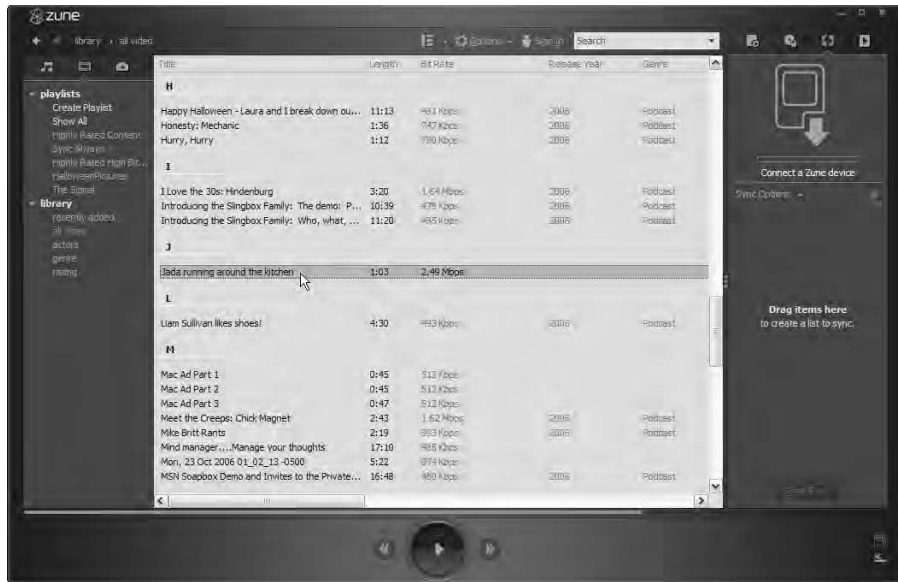 zune
library › all video
Options
Sign In
Search
Title Length Bit Rate Release Year Genre
playlists
Create Playlist
Show All
Highly Rated Content
Sync Always
Highly Rated High Bit...
HalloweenPictures
The Signal
library
recently added
all video
actors
genre
rating
H
Happy Halloween - Laura and I break down ou... 11:13 481 Kbps 2006 Podcast
Honesty: Mechanic 1:36 747 Kbps 2006 Podcast
Hurry, Hurry 1:12 780 Kbps 2006 Podcast
I
I Love the 30s: Hindenburg 3:20 1.64 Mbps 2006 Podcast
Introducing the Slingbox Family: The demo: P... 10:39 475 Kbps 2006 Podcast
Introducing the Slingbox Family: Who, what, ... 11:20 Kbps 2006 Podcast
J
Jada running around the kitchen 1:03 2.49 Mbps
L
Liam Sullivan likes shoes! 4:30 493 Kbps 2006 Podcast
M
Mac Ad Part 1 0:45 512 Kbps
Mac Ad Part 2 0:45 512 Kbps
Mac Ad Part 3 0:47 512 Kbps
Meet the Creeps: Chick Magnet 2:43 1.62 Mbps 2006 Podcast
Mike Britt Rants 2:19 893 Kbps 2006 Podcast
Mind manager....Manage your thoughts 17:10 Kbps
Mon, 23 Oct 2006 01_02_13 -0500 5:22 Kbps
MSN Soapbox Demo and Invites to the Private... 16:48 Kbps 2006 Podcast
Connect a Zune device
Sync Options
Drag items here
to create a list to sync.